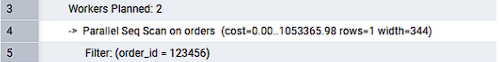 3 Workers Planned: 2
4 -> Parallel Seq Scan on orders (cost=0.00..1053365.98 rows=1 width=344)
5 Filter: (order_id = 123456)